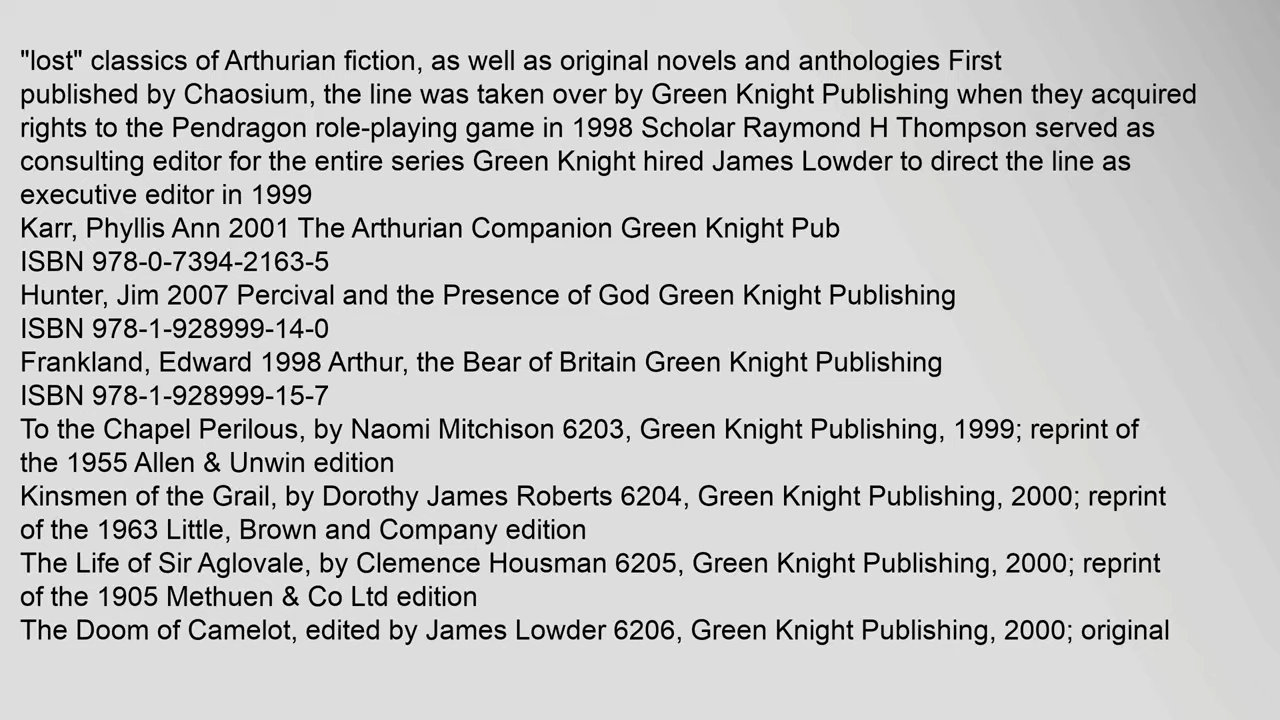 "lost" classics of Arthurian fiction, as well as original novels and anthologies First
published by Chaosium, the line was taken over by Green Knight Publishing when they acquired
rights to the Pendragon role-playing game in 1998 Scholar Raymond H Thompson served as
consulting editor for the entire series Green Knight hired James Lowder to direct the line as
executive editor in 1999
Karr, Phyllis Ann 2001 The Arthurian Companion Green Knight Pub
ISBN 978-0-7394-2163-5
Hunter, Jim 2007 Percival and the Presence of God Green Knight Publishing
ISBN 978-1-928999-14-0
Frankland, Edward 1998 Arthur, the Bear of Britain Green Knight Publishing
ISBN 978-1-928999-15-7
To the Chapel Perilous, by Naomi Mitchison 6203, Green Knight Publishing, 1999; reprint of
the 1955 Allen & Unwin edition
Kinsmen of the Grail, by Dorothy James Roberts 6204, Green Knight Publishing, 2000; reprint
of the 1963 Little, Brown and Company edition
The Life of Sir Aglovale, by Clemence Housman 6205, Green Knight Publishing, 2000; reprint
of the 1905 Methuen & Co Ltd edition
The Doom of Camelot, edited by James Lowder 6206, Green Knight Publishing, 2000; original